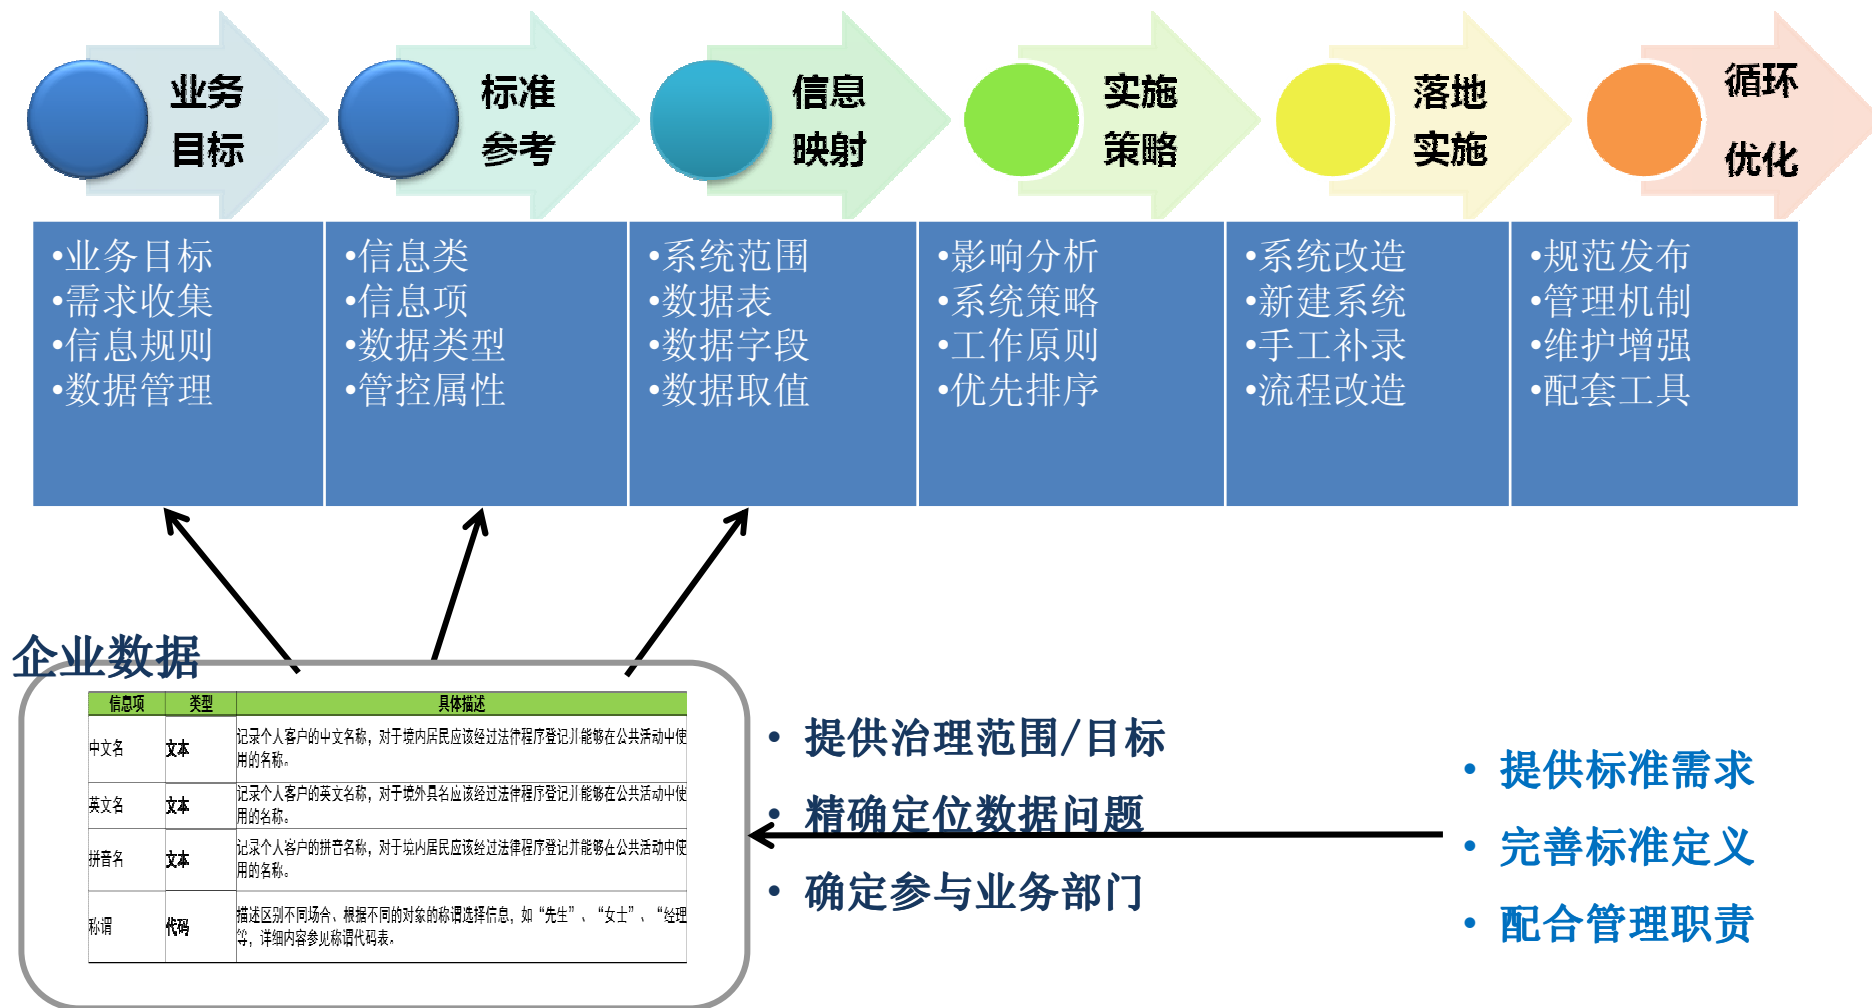 业务
目标
标准
参考
信息
映射
实施
策略
落地
实施
循环
优化
•业务目标
•需求收集
•信息规则
•数据管理
•信息类
•信息项
•数据类型
•管控属性
•系统范围
•数据表
•数据字段
•数据取值
•影响分析
•系统策略
•工作原则
•优先排序
•系统改造
•新建系统
•手工补录
•流程改造
•规范发布
•管理机制
•维护增强
•配套工具
企业数据
信息项 类型 具体描述
中文名 文本 记录个人客户的中文名称，对于境内居民应该经过法律程序登记并能够在公共活动中使
用的名称。
英文名 文本 记录个人客户的英文名称，对于境外具名应该经过法律程序登记并能够在公共活动中使
用的名称。
拼音名 文本 记录个人客户的拼音名称，对于境内居民应该经过法律程序登记并能够在公共活动中使
用的名称。
称谓 代码 描述区别不同场合、根据不同的对象的称谓选择信息，如“先生”、“女士”、“经理
等，详细内容参见称谓代码表。
• 提供治理范围/目标
• 精确定位数据问题
• 确定参与业务部门
• 提供标准需求
• 完善标准定义
• 配合管理职责